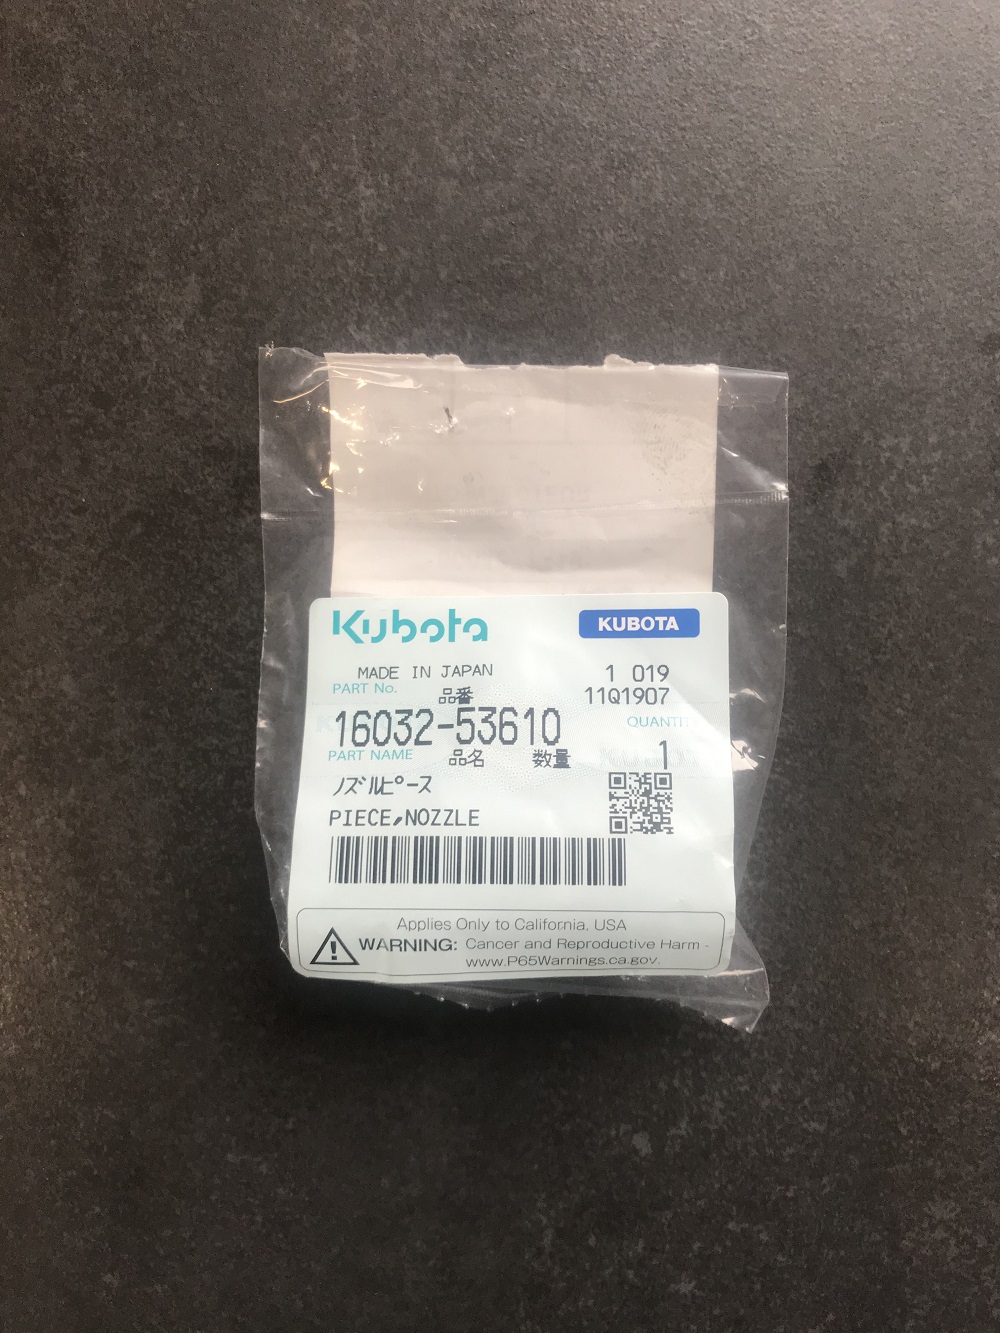 Kubota KUBOTA
MADE IN JAPAN 1 019
PART No. 品番 11Q1907
16032-53610 QUANTIT
PART NAME 品名 数量 1
ノズルピース
PIECE,NOZZLE
Applies Only to California, USA
WARNING: Cancer and Reproductive Harm -
www.P65Warnings.ca.gov.